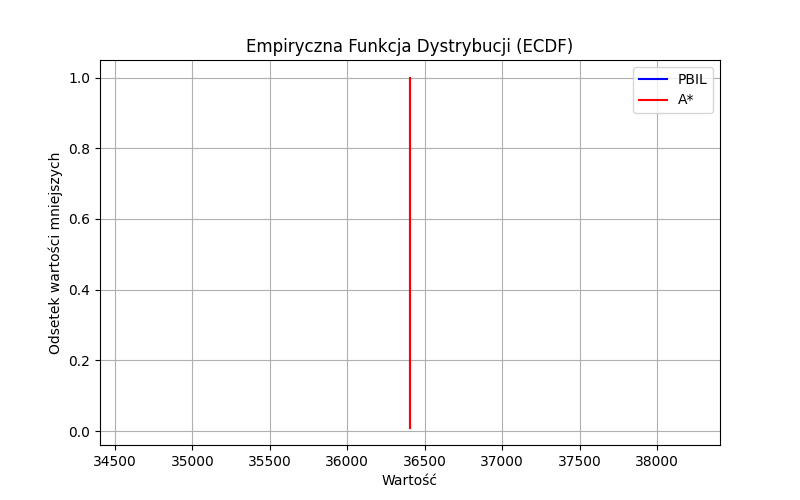 Empiryczna Funkcja Dystrybucji (ECDF)
PBIL
A*
Odsetek wartości mniejszych
1.0
0.8
0.6
0.4
0.2
0.0
34500 35000 35500 36000 36500 37000 37500 38000
Wartość